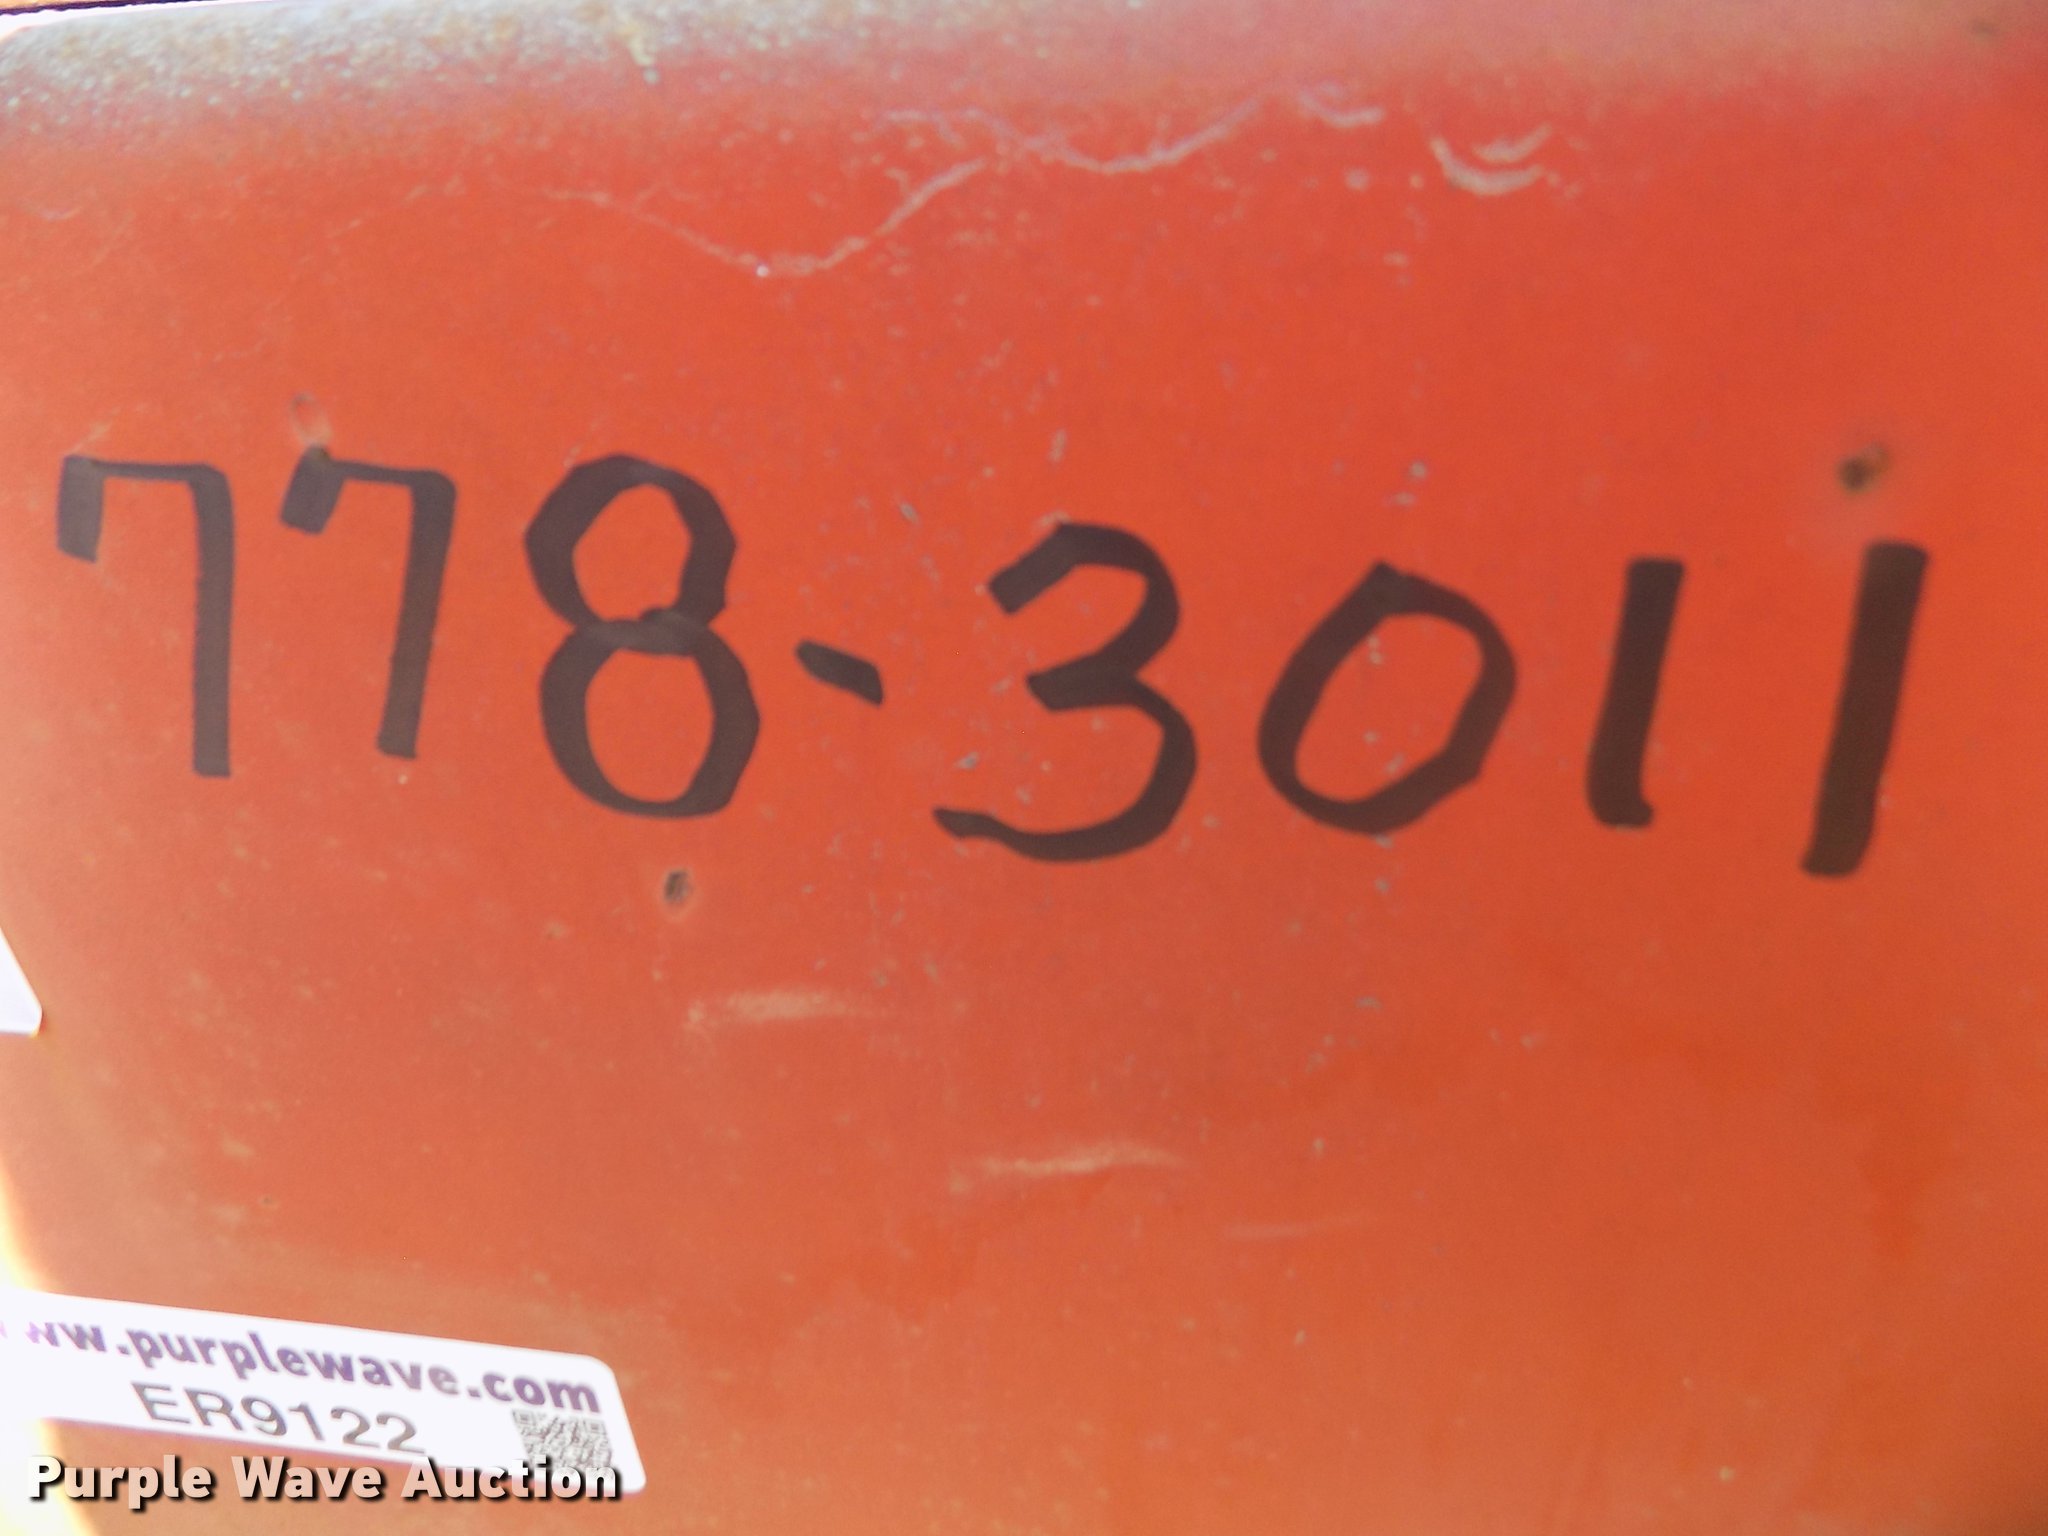 778-3011
www.purplewave.com
ER9122
Purple Wave Auction